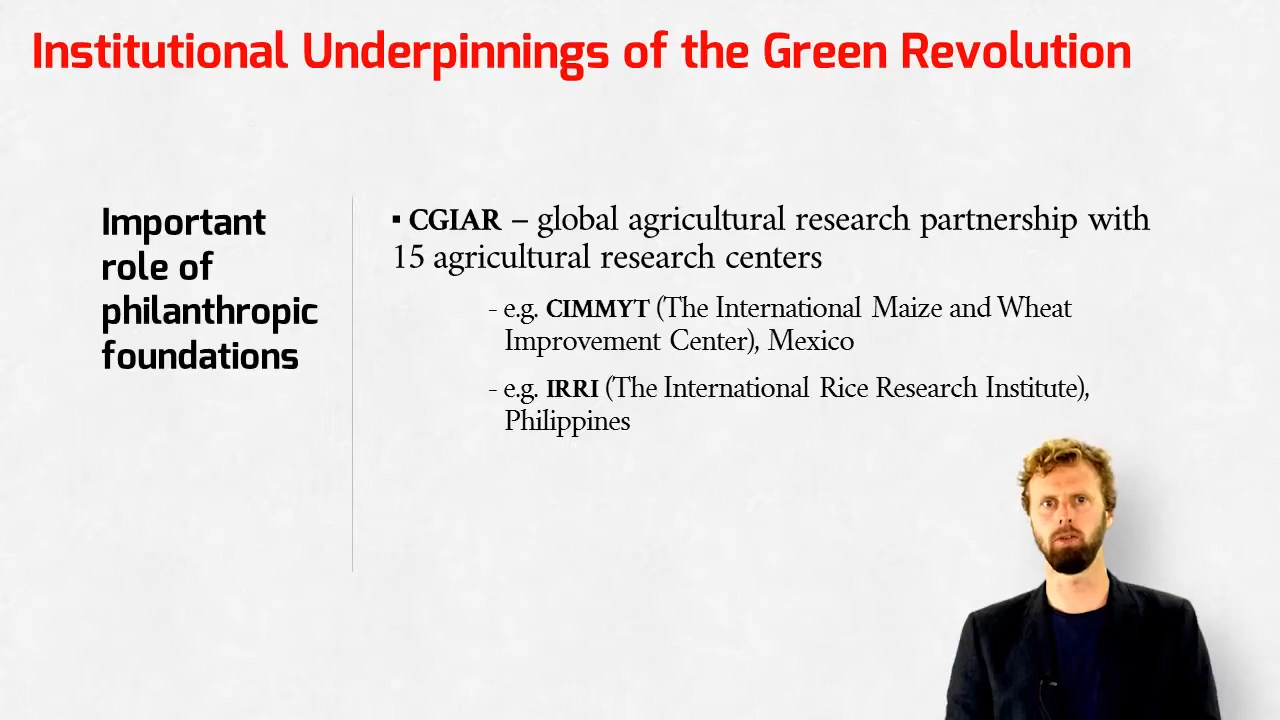 Institutional Underpinnings of the Green Revolution
Important
role of
philanthropic
foundations
▪ CGIAR – global agricultural research partnership with
15 agricultural research centers
- e.g. CIMMYT (The International Maize and Wheat
Improvement Center), Mexico
- e.g. IRRI (The International Rice Research Institute),
Philippines